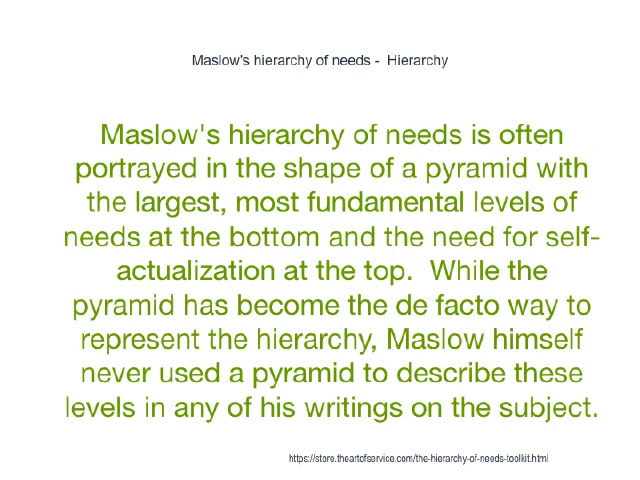 Maslow's hierarchy of needs -  Hierarchy
Maslow's hierarchy of needs is often
portrayed in the shape of a pyramid with
the largest, most fundamental levels of
needs at the bottom and the need for self-
actualization at the top.  While the
pyramid has become the de facto way to
represent the hierarchy, Maslow himself
never used a pyramid to describe these
levels in any of his writings on the subject.
https://store.theartofservice.com/the-hierarchy-of-needs-toolkit.html